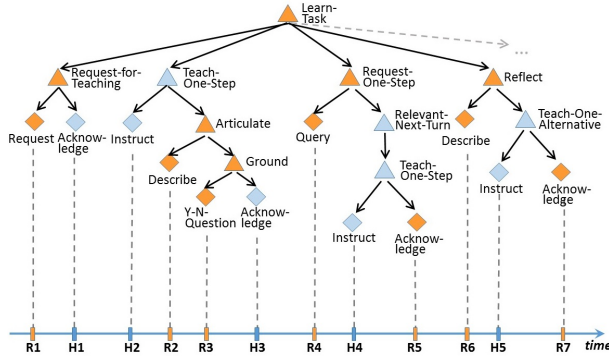 Learn-
Task
...
Request-for-
Teaching
Teach-
One-Step
Request-
One-Step
Reflect
Request
Acknow-
ledge
Instruct
Articulate
Query
Relevant-
Next-Turn
Describe
Teach-One-
Alternative
Describe
Ground
Teach-
One-Step
Instruct
Acknow-
ledge
Y-N-
Question
Acknow-
ledge
Instruct
Acknow-
ledge
R1 H1 H2 R2 R3 H3 R4 H4 R5 R6 H5 R7 time